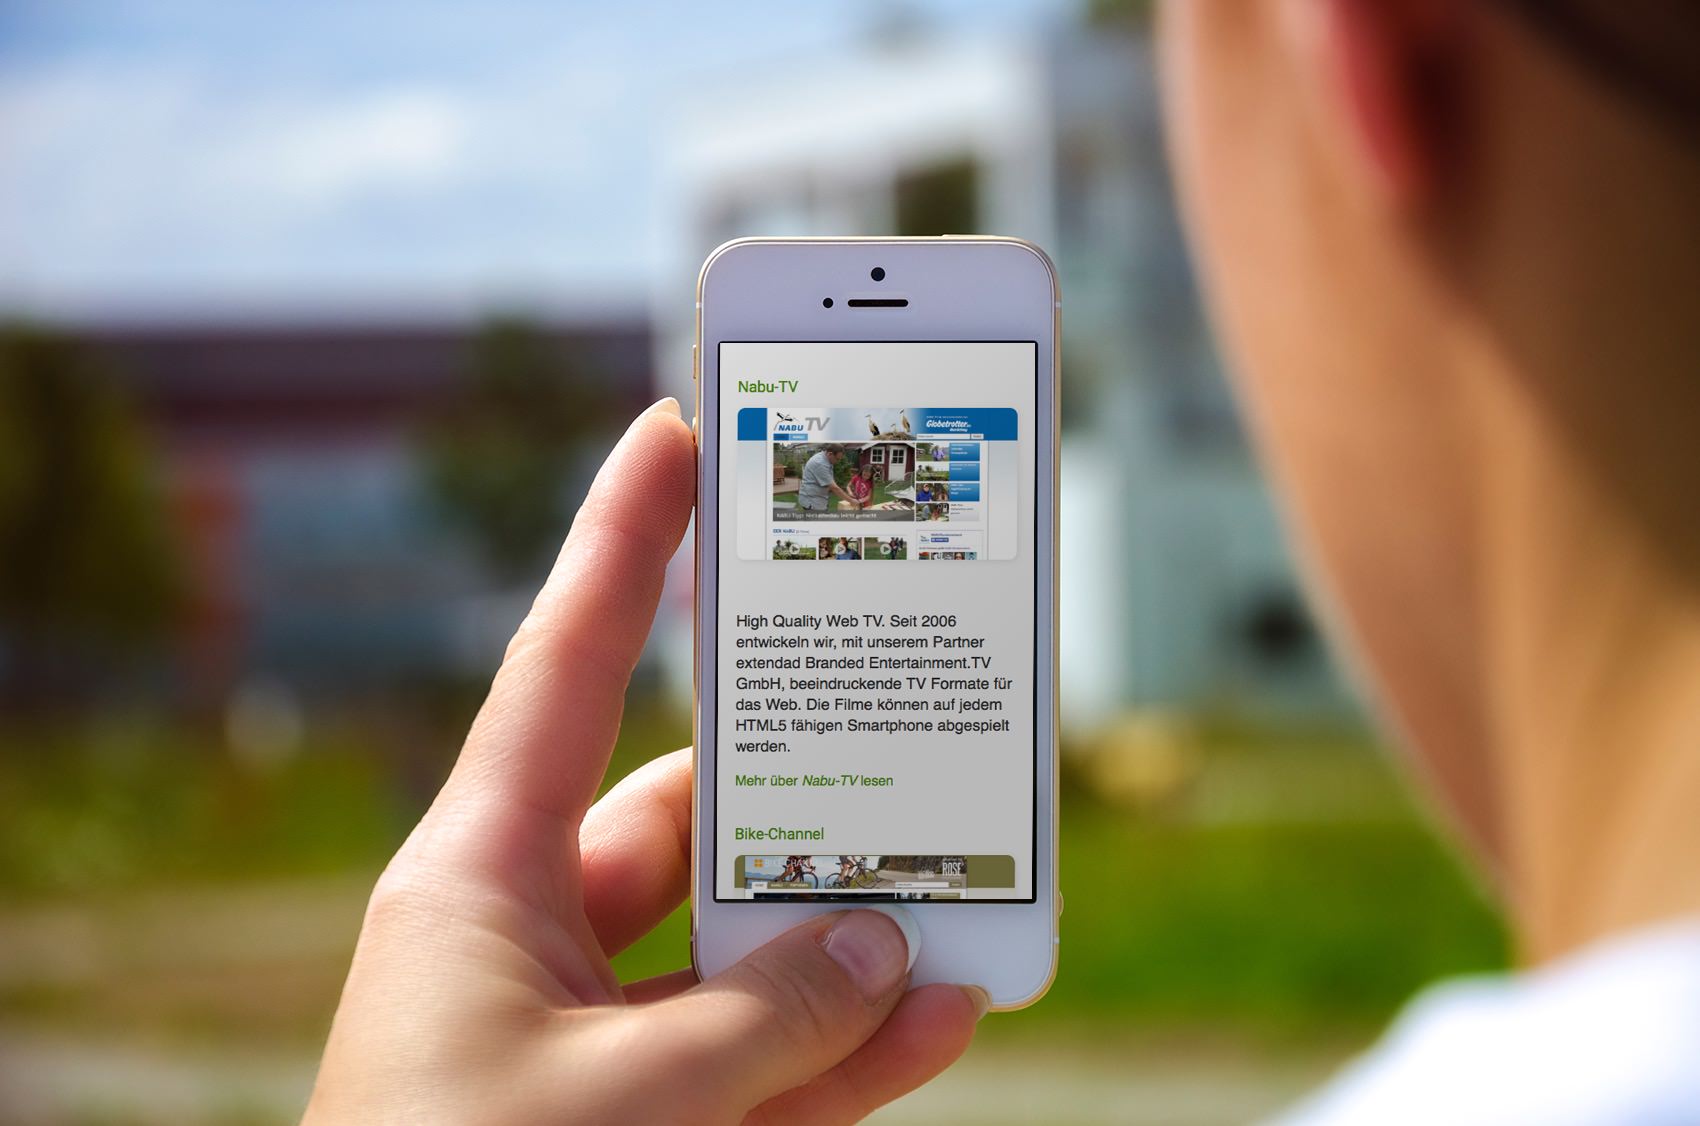 Nabu-TV
NABU TV
Globetrotter
High Quality Web TV. Seit 2006
entwickeln wir, mit unserem Partner
extendad Branded Entertainment.TV
GmbH, beeindruckende TV Formate für
das Web. Die Filme können auf jedem
HTML5 fähigen Smartphone abgespielt
werden.
Mehr über Nabu-TV lesen
Bike-Channel
ROSE